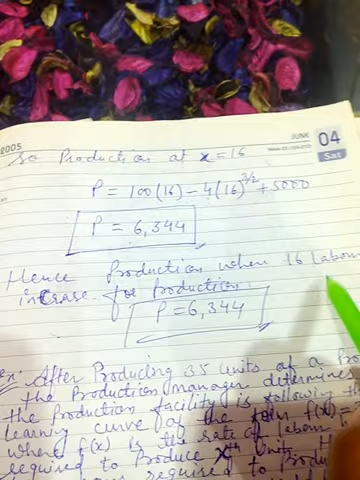 2005
JUNE
04
Sat
So Production at x = 16
P = 100(16) - 4(16)^3/2 + 5000
P = 6,344
Hence Production when 16 labour
increase for production
P = 6,344
ex: After Producing 35 units of a
the Production manager determines
the Production facility is following
learning curve of the form f(x) =
where f(x) is the rate of labour
required to Produce xth Unit.
required to